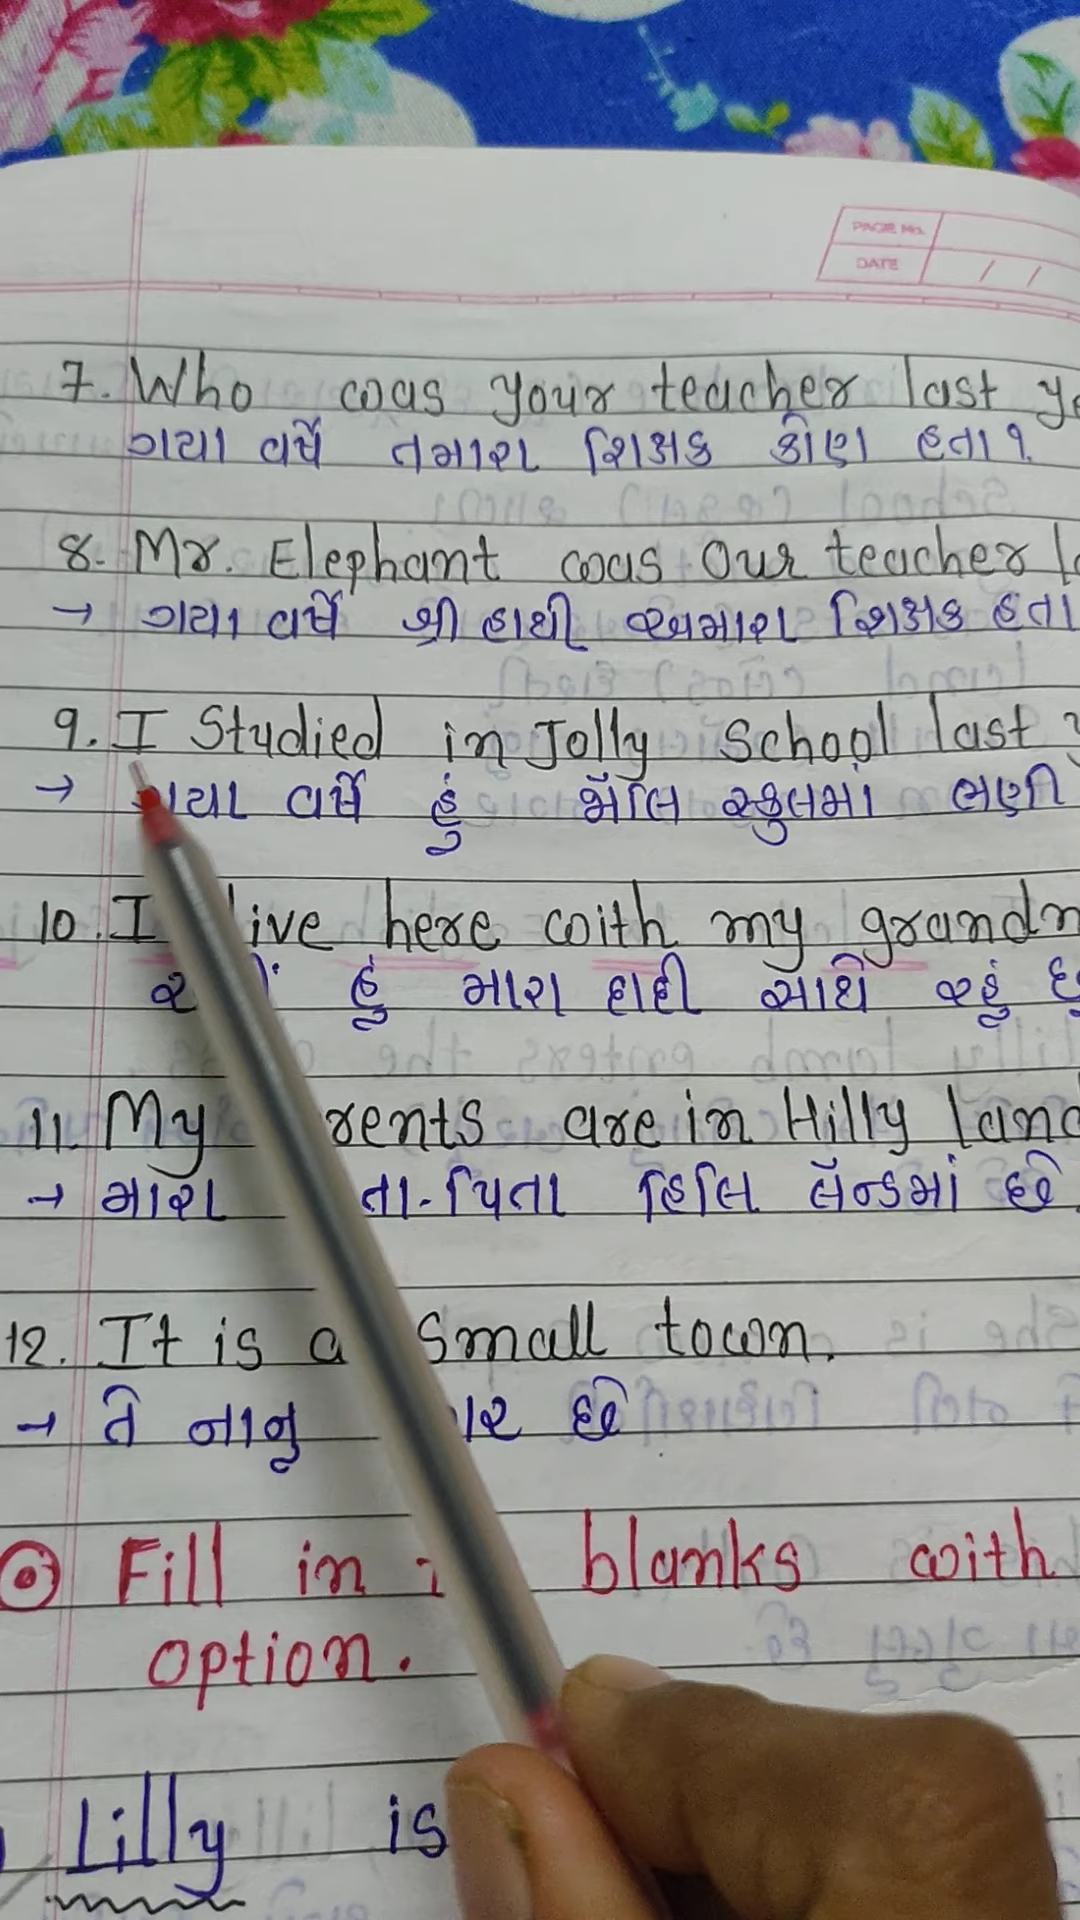 PAGE No.
DATE / /
7. Who was your teacher last
ગયા વર્ષે તમારા શિક્ષક કોણ હતા?
8. Mr. Elephant was Our teacher
→ ગયા વર્ષે શ્રી હાથી અમારા શિક્ષક હતા
9. I Studied in Jolly School last
→ ગયા વર્ષે હું જૉલિ સ્કુલમાં ભણી
10. I live here with my
હું મારા દાદી સાથે રહું
11. My are in Hilly
→ મારા હિલિ લૅન્ડમાં છે.
12. It is a Small town.
→ તે નાનુ છે
Fill in blanks with
option.
Lilly is